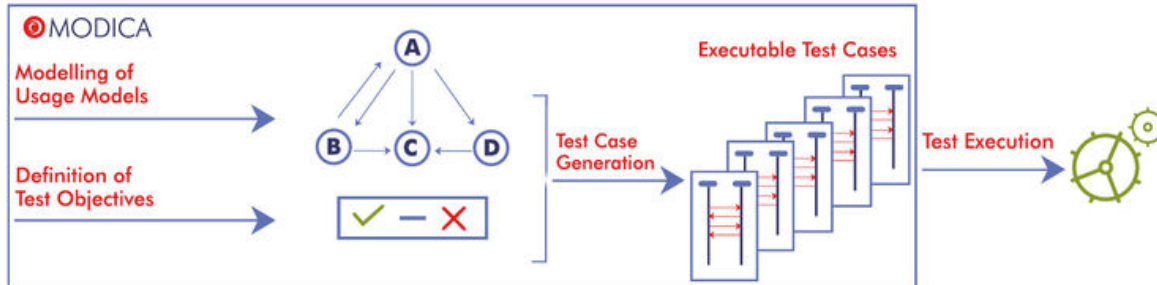 MODICA
Modelling of
Usage Models
Definition of
Test Objectives
A
B
C
D
Test Case
Generation
Executable Test Cases
Test Execution